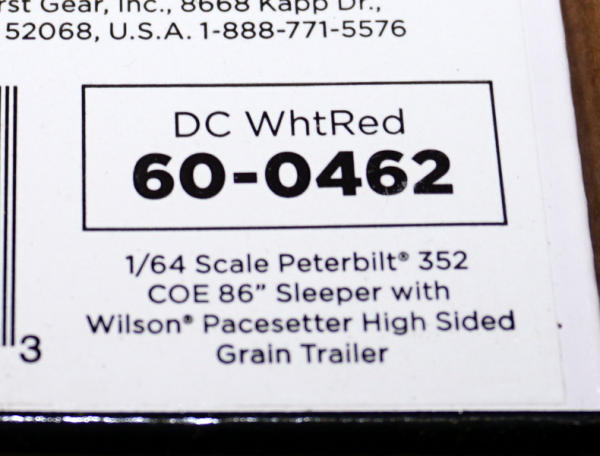 Gear, Inc., 8668 Kapp Dr.,
52068, U.S.A. 1-888-771-5576
DC WhtRed
60-0462
1/64 Scale Peterbilt® 352
COE 86” Sleeper with
Wilson® Pacesetter High Sided
Grain Trailer
3